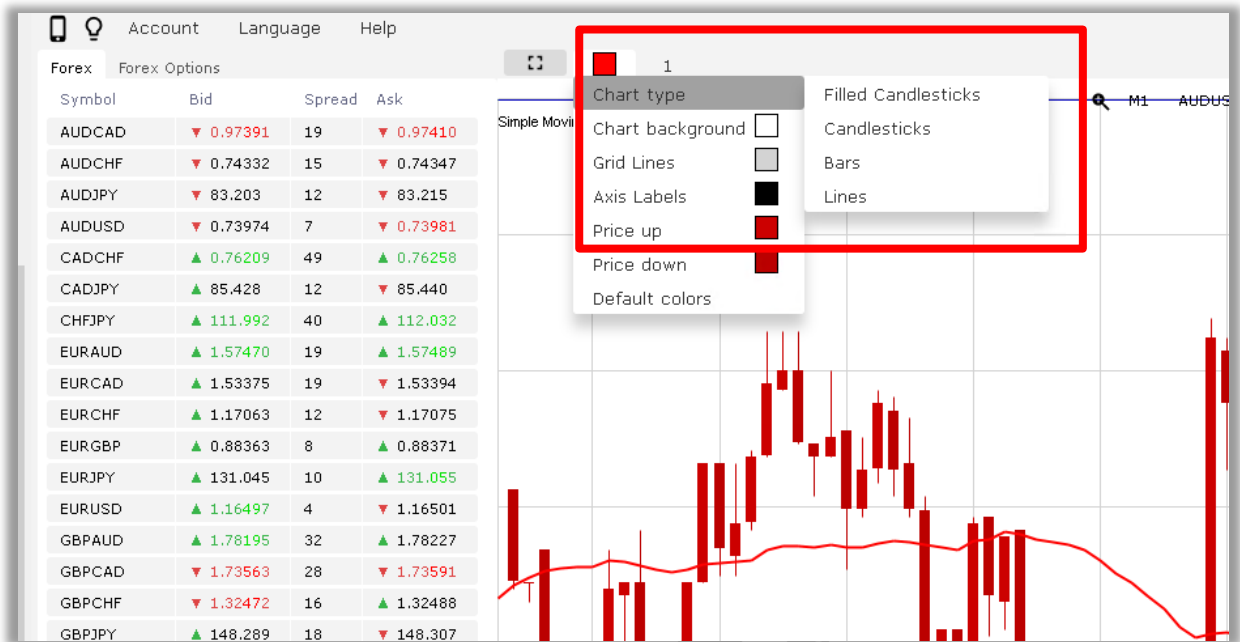 Account Language Help
Forex Forex Options
1
Symbol Bid Spread Ask
AUDCAD ▼ 0.97391 19 ▼ 0.97410
AUDCHF ▼ 0.74332 15 ▼ 0.74347
AUDJPY ▼ 83.203 12 ▼ 83.215
AUDUSD ▼ 0.73974 7 ▼ 0.73981
CADCHF ▲ 0.76209 49 ▲ 0.76258
CADJPY ▲ 85.428 12 ▼ 85.440
CHFJPY ▲ 111.992 40 ▲ 112.032
EURAUD ▲ 1.57470 19 ▲ 1.57489
EURCAD ▲ 1.53375 19 ▼ 1.53394
EURCHF ▲ 1.17063 12 ▼ 1.17075
EURGBP ▲ 0.88363 8 ▲ 0.88371
EURJPY ▲ 131.045 10 ▲ 131.055
EURUSD ▲ 1.16497 4 ▼ 1.16501
GBPAUD ▲ 1.78195 32 ▲ 1.78227
GBPCAD ▼ 1.73563 28 ▼ 1.73591
GBPCHF ▼ 1.32472 16 ▲ 1.32488
GBPJPY ▲ 148.289 18 ▼ 148.307
Chart type
Chart background
Grid Lines
Axis Labels
Price up
Price down
Default colors
Filled Candlesticks
Candlesticks
Bars
Lines
Simple Movi
M1 AUDUS